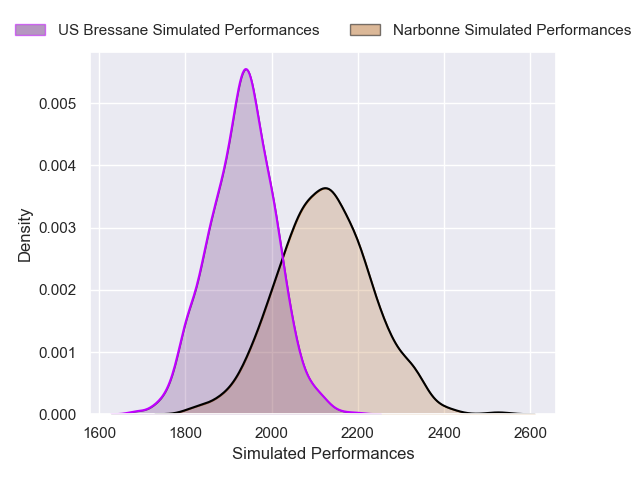 US Bressane Simulated Performances Narbonne Simulated Performances
0.005
0.004
0.003
0.002
0.001
0.000
Density
1600 1800 2000 2200 2400 2600
Simulated Performances